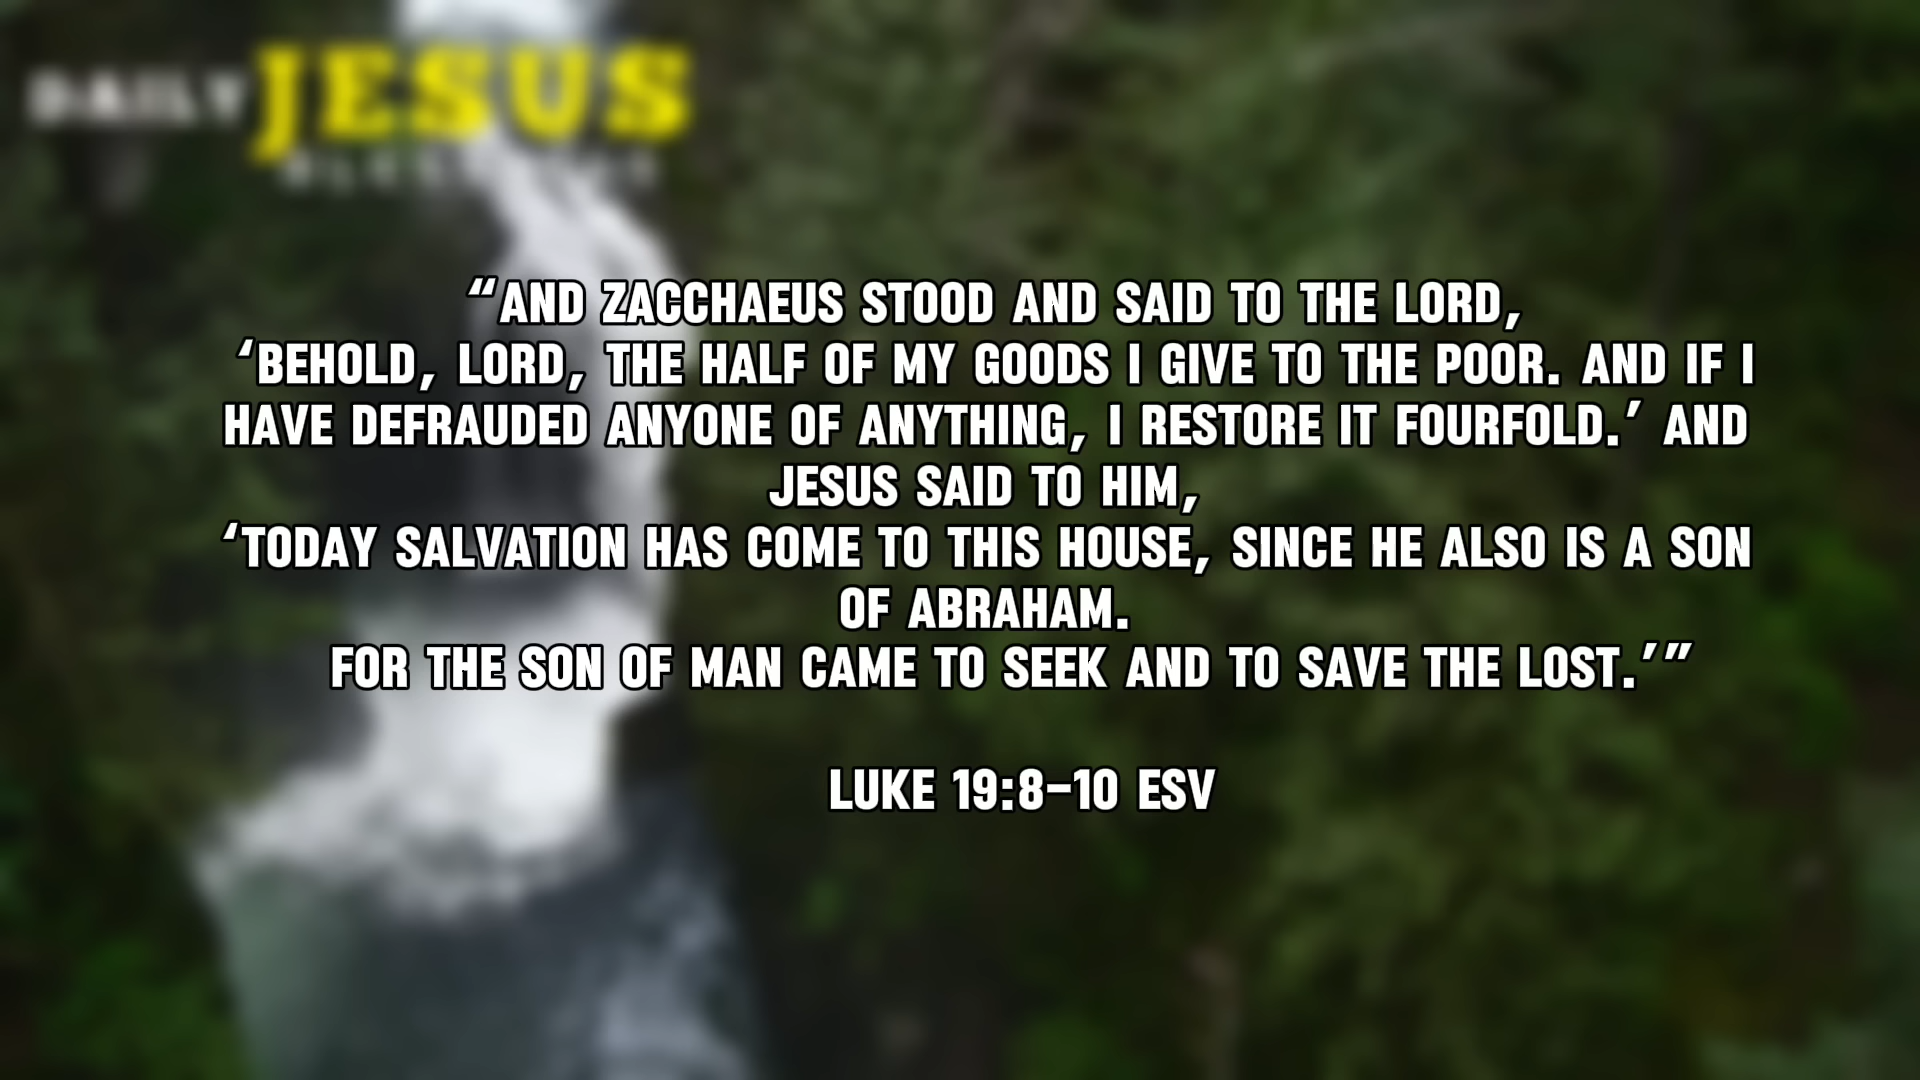 DAILY JESUS
“AND ZACCHAEUS STOOD AND SAID TO THE LORD,
‘BEHOLD, LORD, THE HALF OF MY GOODS I GIVE TO THE POOR. AND IF I
HAVE DEFRAUDED ANYONE OF ANYTHING, I RESTORE IT FOURFOLD.’ AND
JESUS SAID TO HIM,
‘TODAY SALVATION HAS COME TO THIS HOUSE, SINCE HE ALSO IS A SON
OF ABRAHAM.
FOR THE SON OF MAN CAME TO SEEK AND TO SAVE THE LOST.’”
LUKE 19:8–10 ESV